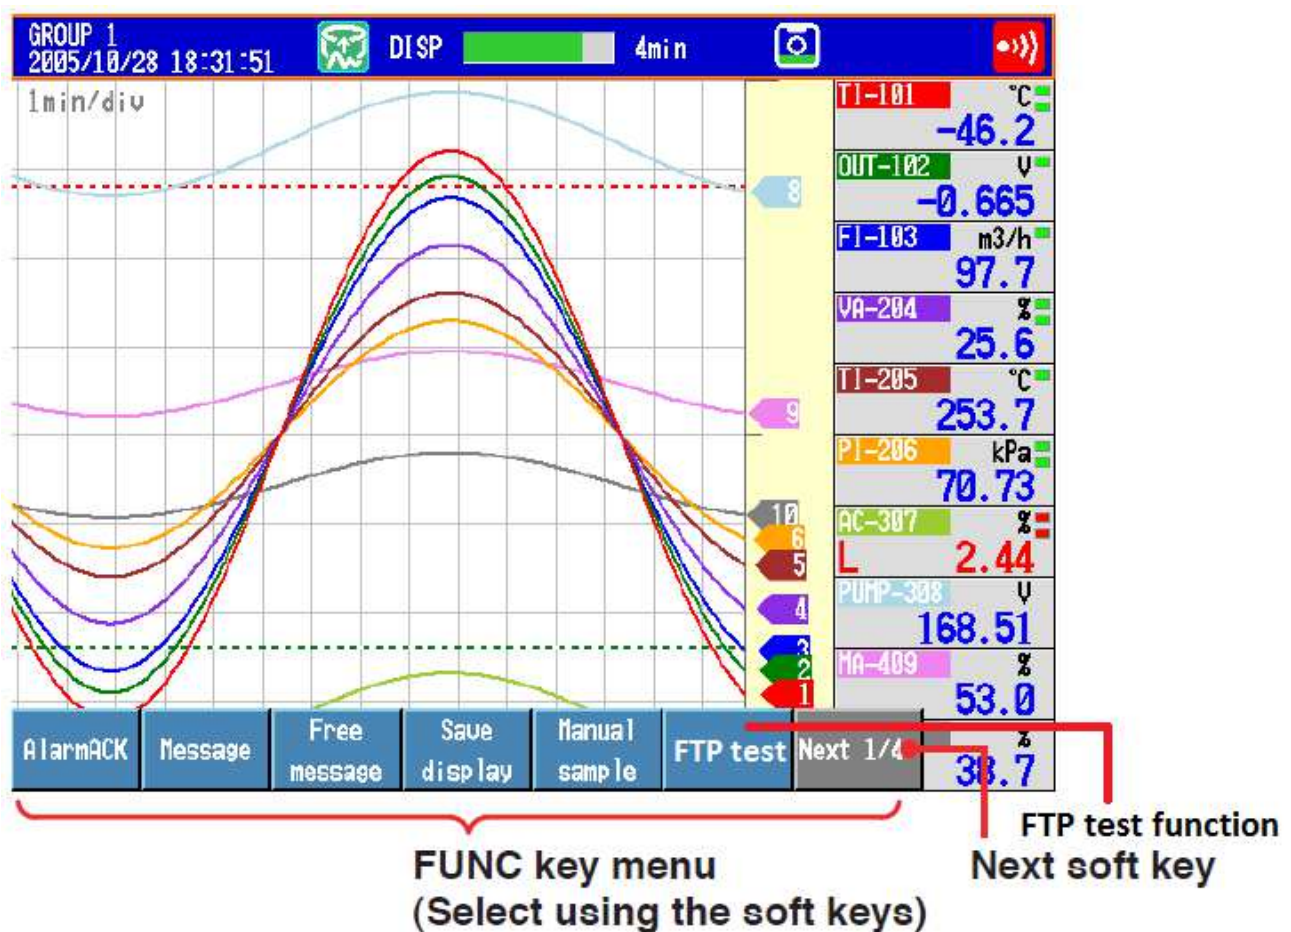 GROUP 1
2005/10/28 18:31:51
DISP
4min
1min/div
TI-101 °C
-46.2
OUT-102 V
-0.665
FI-103 m3/h
97.7
VA-204 %
25.6
TI-205 °C
253.7
PI-206 kPa
70.73
AC-307 %
L 2.44
PUMP-308 V
168.51
MA-409 %
53.0
%
38.7
8
9
10
6
5
4
3
2
1
AlarmACK
Message
Free
message
Save
display
Manual
sample
FTP test
Next 1/4
FTP test function
FUNC key menu
(Select using the soft keys)
Next soft key